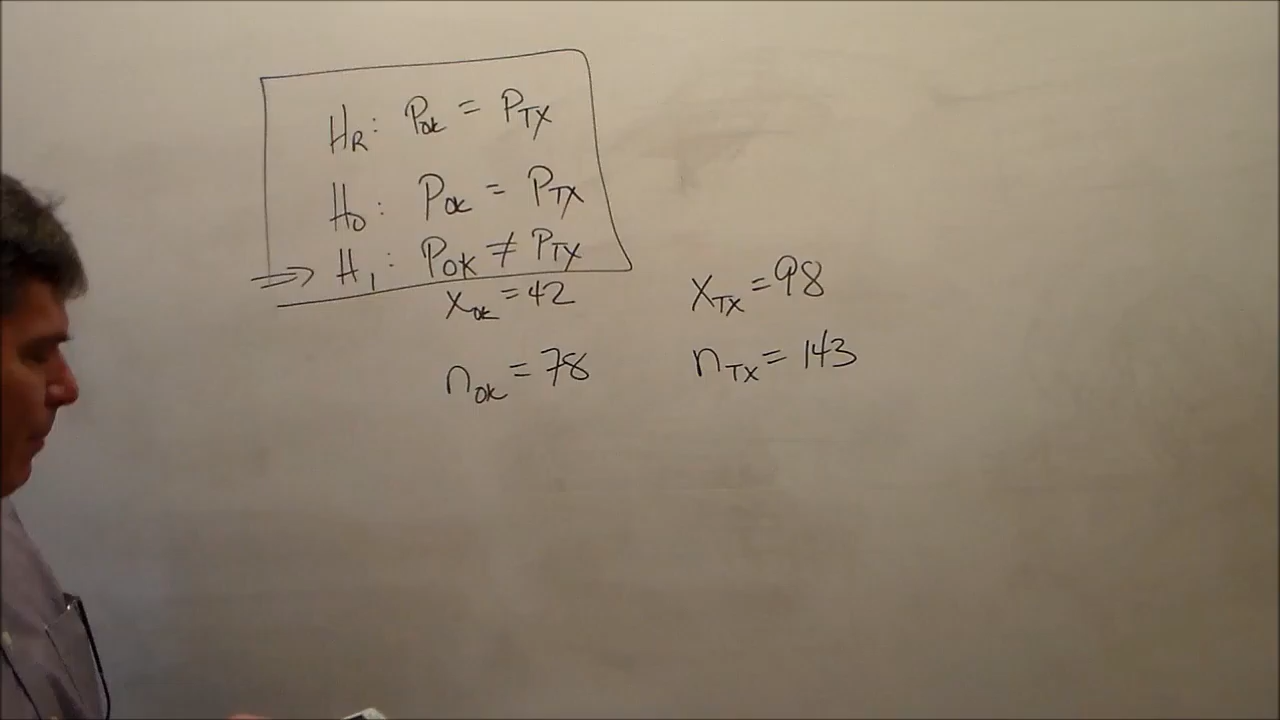 H_R: P_OK = P_TX
H_0: P_OK = P_TX
⇒ H_1: P_OK ≠ P_TX
x_OK = 42 x_TX = 98
n_OK = 78 n_TX = 143